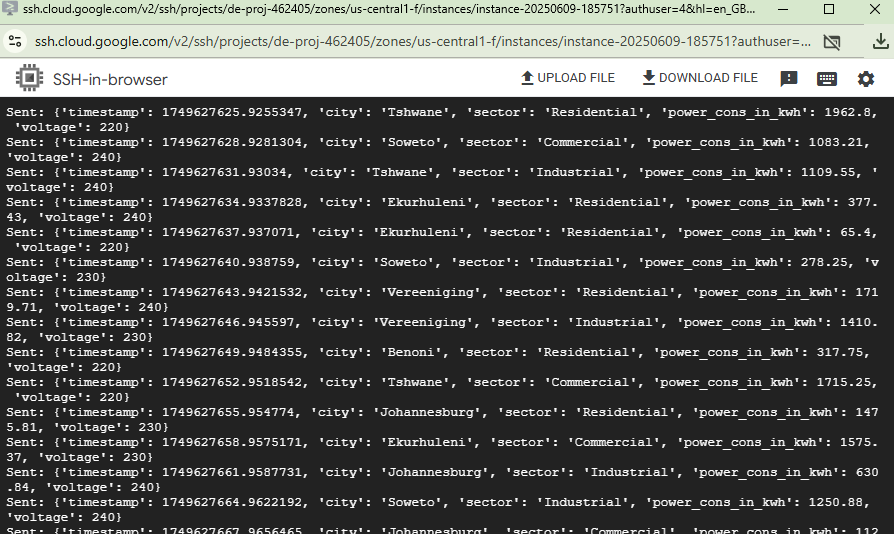 ssh.cloud.google.com/v2/ssh/projects/de-proj-462405/zones/us-central1-f/instances/instance-20250609-185751?authuser=4&hl=en_GB...
ssh.cloud.google.com/v2/ssh/projects/de-proj-462405/zones/us-central1-f/instances/instance-20250609-185751?authuser=...
SSH-in-browser
UPLOAD FILE
DOWNLOAD FILE
Sent: {'timestamp': 1749627625.9255347, 'city': 'Tshwane', 'sector': 'Residential', 'power_cons_in_kwh': 1962.8,
'voltage': 220}
Sent: {'timestamp': 1749627628.9281304, 'city': 'Soweto', 'sector': 'Commercial', 'power_cons_in_kwh': 1083.21,
'voltage': 240}
Sent: {'timestamp': 1749627631.93034, 'city': 'Tshwane', 'sector': 'Industrial', 'power_cons_in_kwh': 1109.55, '
voltage': 240}
Sent: {'timestamp': 1749627634.9337828, 'city': 'Ekurhuleni', 'sector': 'Residential', 'power_cons_in_kwh': 377.
43, 'voltage': 240}
Sent: {'timestamp': 1749627637.937071, 'city': 'Ekurhuleni', 'sector': 'Residential', 'power_cons_in_kwh': 65.4,
'voltage': 220}
Sent: {'timestamp': 1749627640.938759, 'city': 'Soweto', 'sector': 'Industrial', 'power_cons_in_kwh': 278.25, 'v
oltage': 230}
Sent: {'timestamp': 1749627643.9421532, 'city': 'Vereeniging', 'sector': 'Residential', 'power_cons_in_kwh': 171
9.71, 'voltage': 240}
Sent: {'timestamp': 1749627646.945597, 'city': 'Vereeniging', 'sector': 'Industrial', 'power_cons_in_kwh': 1410.
82, 'voltage': 230}
Sent: {'timestamp': 1749627649.9484355, 'city': 'Benoni', 'sector': 'Residential', 'power_cons_in_kwh': 317.75,
'voltage': 220}
Sent: {'timestamp': 1749627652.9518542, 'city': 'Tshwane', 'sector': 'Commercial', 'power_cons_in_kwh': 1715.25,
'voltage': 220}
Sent: {'timestamp': 1749627655.954774, 'city': 'Johannesburg', 'sector': 'Residential', 'power_cons_in_kwh': 147
5.81, 'voltage': 230}
Sent: {'timestamp': 1749627658.9575171, 'city': 'Ekurhuleni', 'sector': 'Commercial', 'power_cons_in_kwh': 1575.
37, 'voltage': 230}
Sent: {'timestamp': 1749627661.9587731, 'city': 'Johannesburg', 'sector': 'Industrial', 'power_cons_in_kwh': 630
.84, 'voltage': 240}
Sent: {'timestamp': 1749627664.9622192, 'city': 'Soweto', 'sector': 'Industrial', 'power_cons_in_kwh': 1250.88,
'voltage': 240}
Sent: {'timestamp': 1749627667.9656465, 'city': 'Johannesburg', 'sector': 'Commercial', 'power_cons_in_kwh': 112